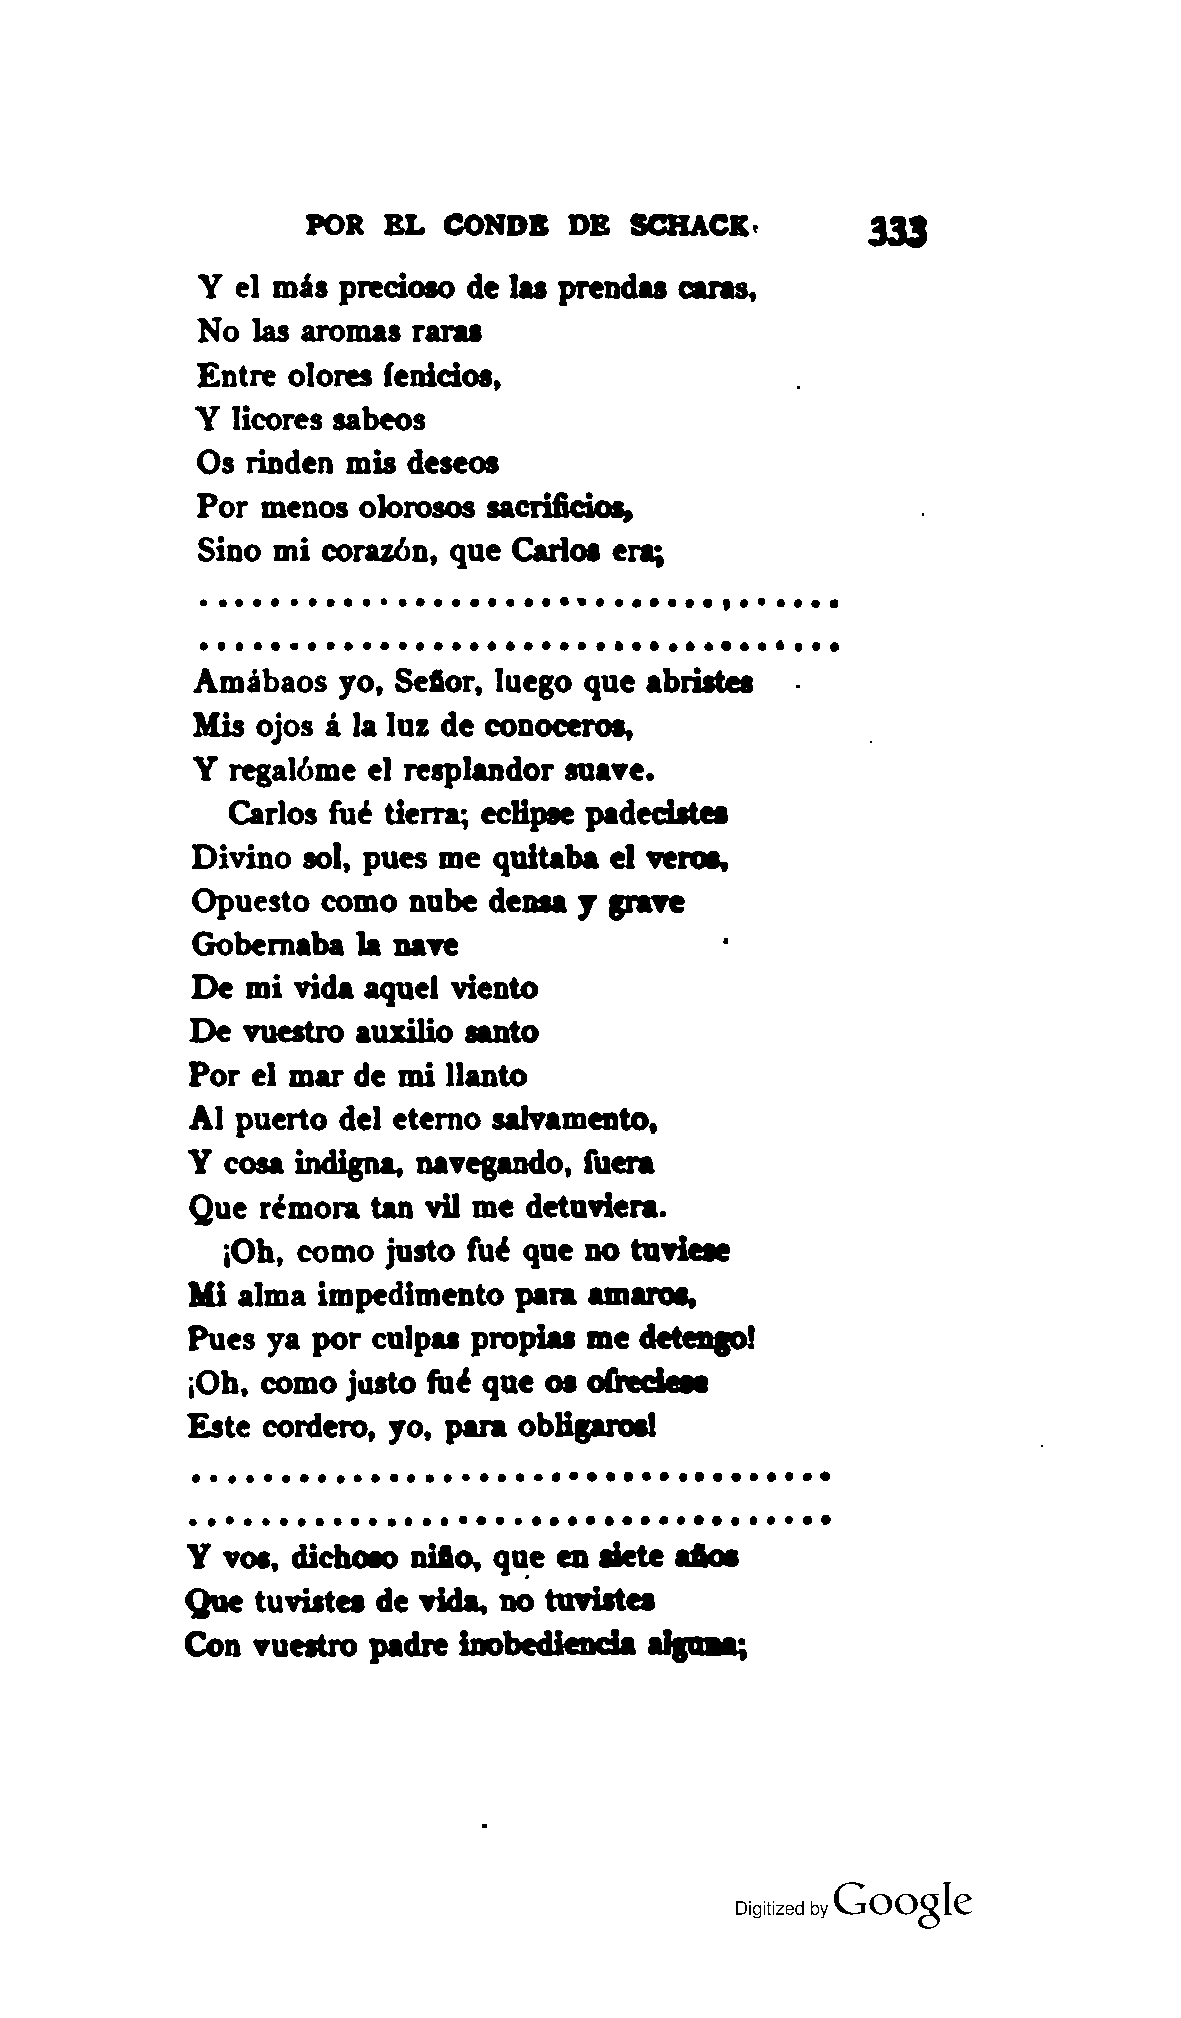 POR EL CONDE DE SCHACK. 333
Y el más precioso de las prendas caras,
No las aromas raras
Entre olores fenicios,
Y licores sabeos
Os rinden mis deseos
Por menos olorosos sacrificios,
Sino mi corazón, que Carlos era;
....................................
....................................
Amábaos yo, Señor, luego que abristes
Mis ojos á la luz de conoceros,
Y regalóme el resplandor suave.
Carlos fué tierra; eclipse padecistes
Divino sol, pues me quitaba el veros,
Opuesto como nube densa y grave
Gobernaba la nave
De mi vida aquel viento
De vuestro auxilio santo
Por el mar de mi llanto
Al puerto del eterno salvamento,
Y cosa indigna, navegando, fuera
Que rémora tan vil me detuviera.
¡Oh, como justo fué que no tuviese
Mi alma impedimento para amaros,
Pues ya por culpas propias me detengo!
¡Oh, como justo fué que os ofreciese
Este cordero, yo, para obligaros!
....................................
....................................
Y vos, dichoso niño, que en siete años
Que tuvistes de vida, no tuvistes
Con vuestro padre inobediencia alguna;
Digitized by Google